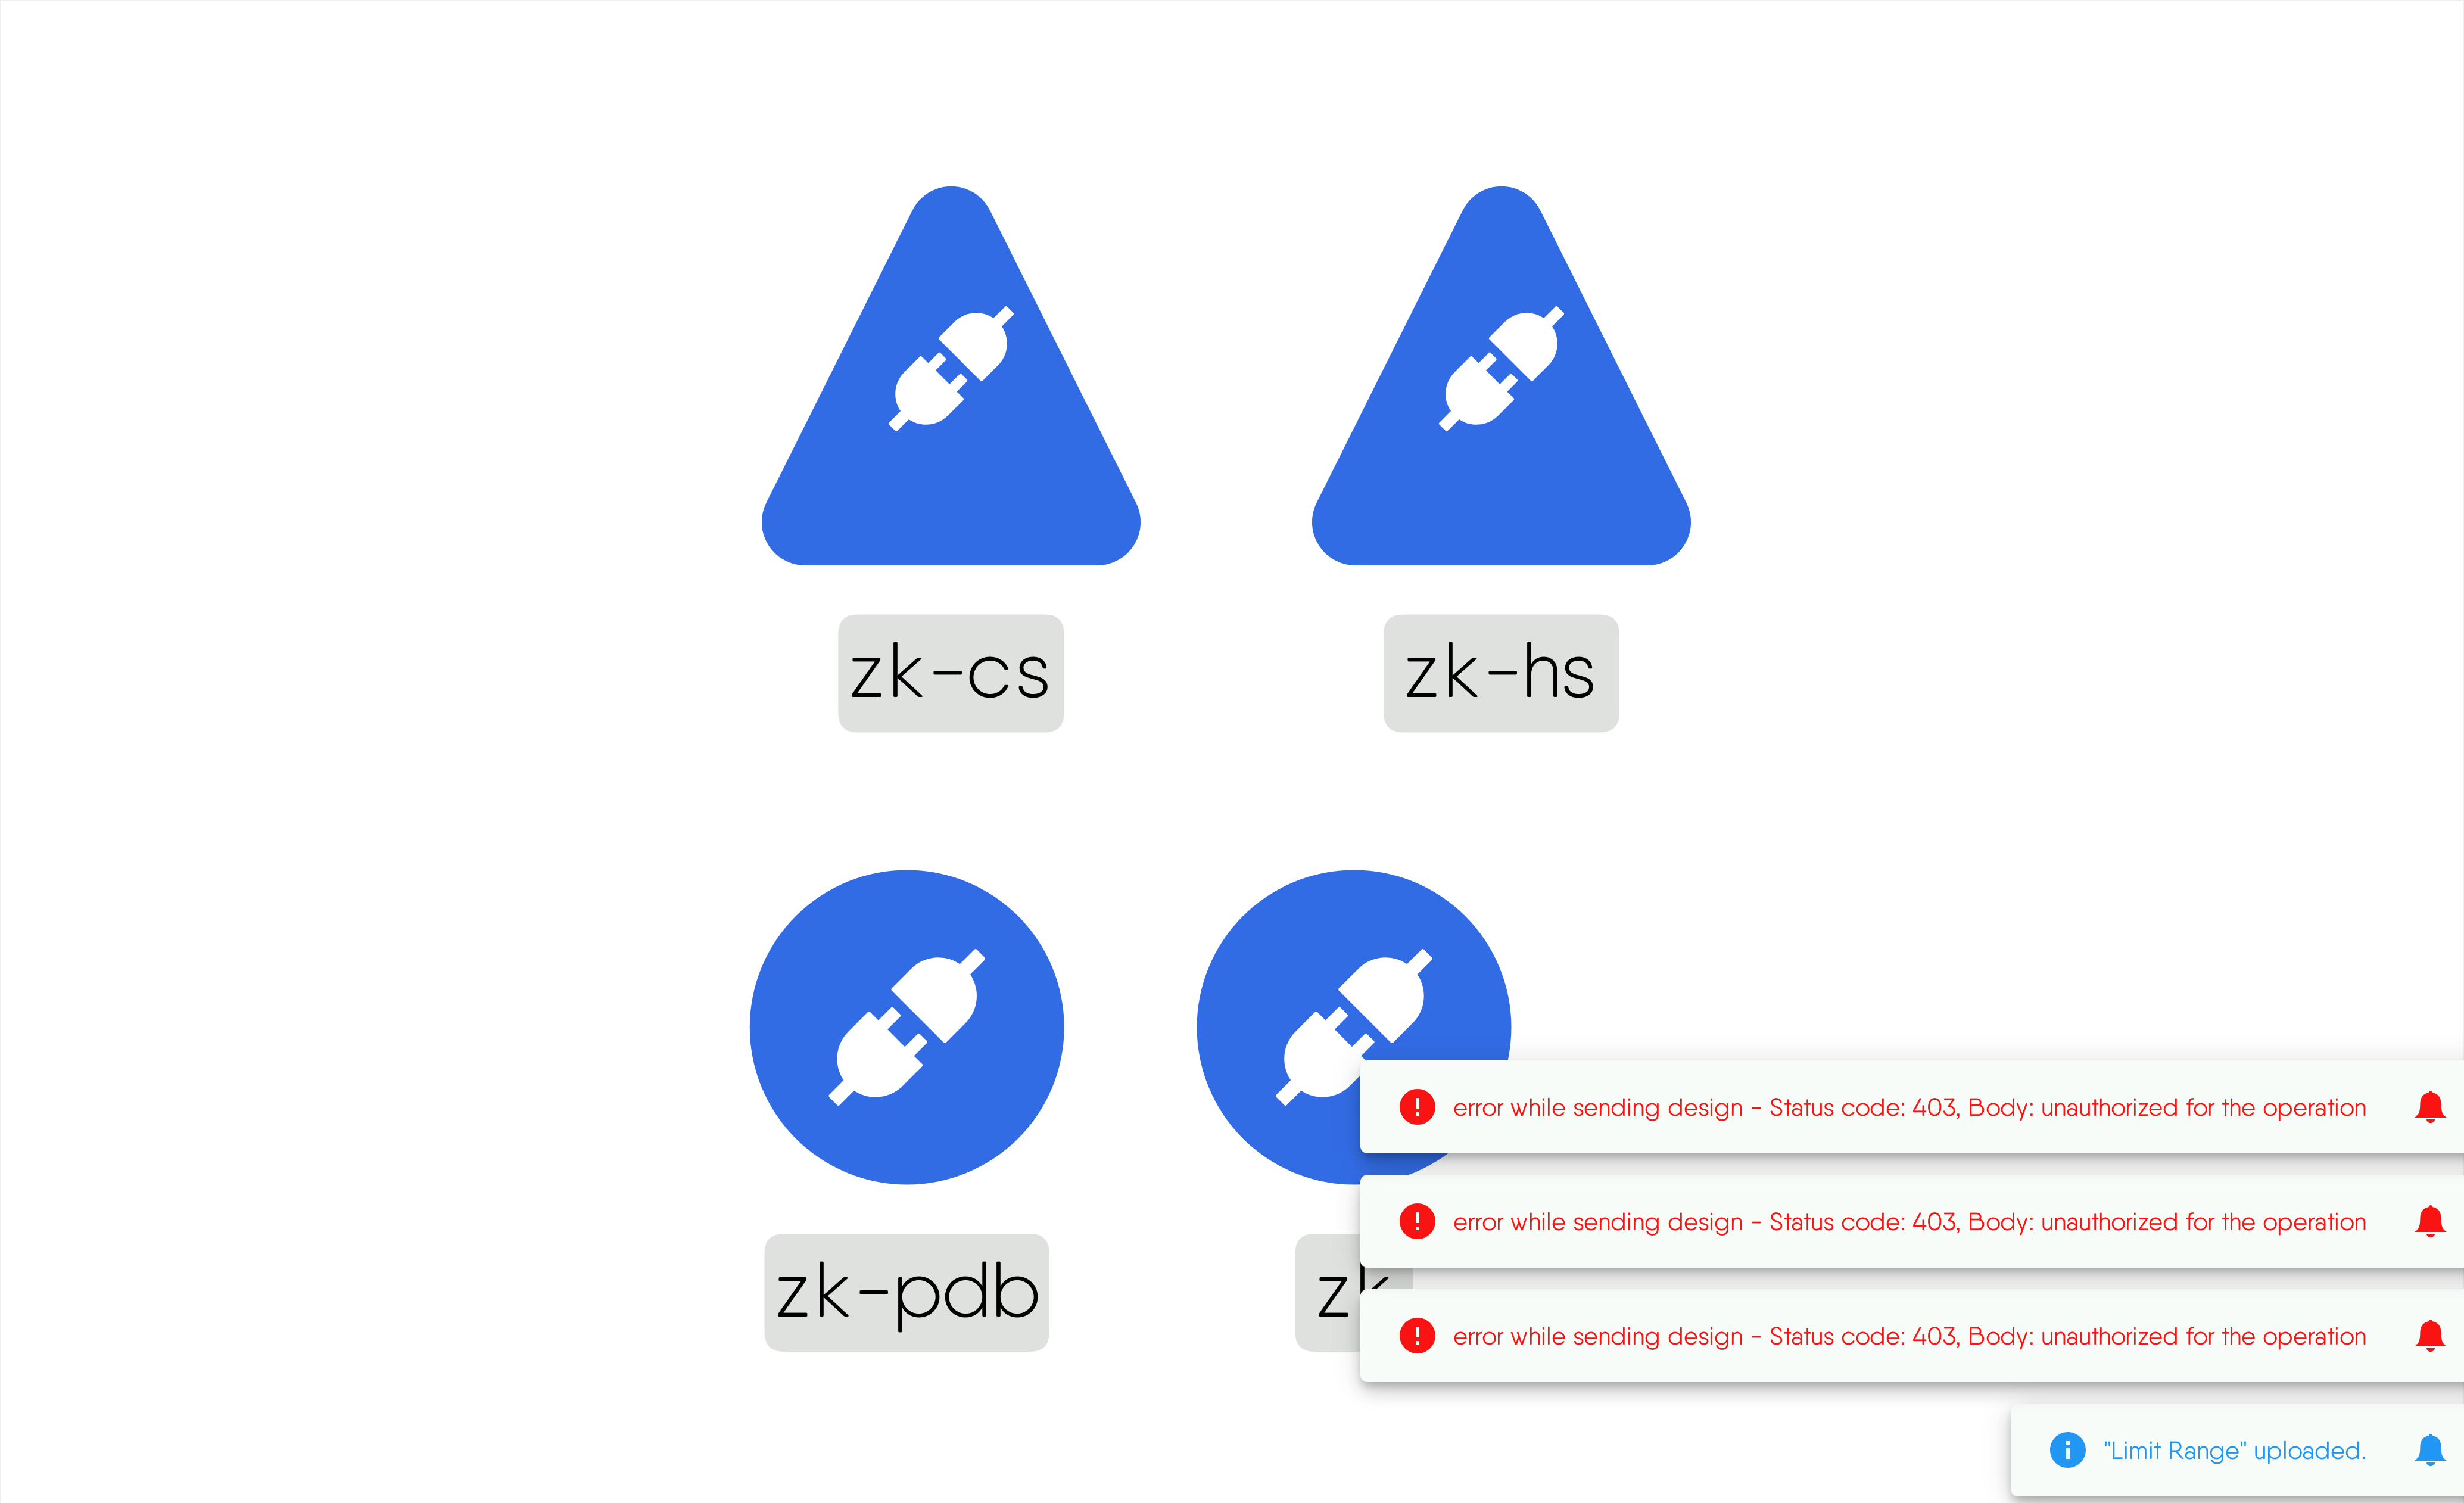 zk-cs
zk-hs
zk-pdb
zk
error while sending design - Status code: 403, Body: unauthorized for the operation
error while sending design - Status code: 403, Body: unauthorized for the operation
error while sending design - Status code: 403, Body: unauthorized for the operation
"Limit Range" uploaded.